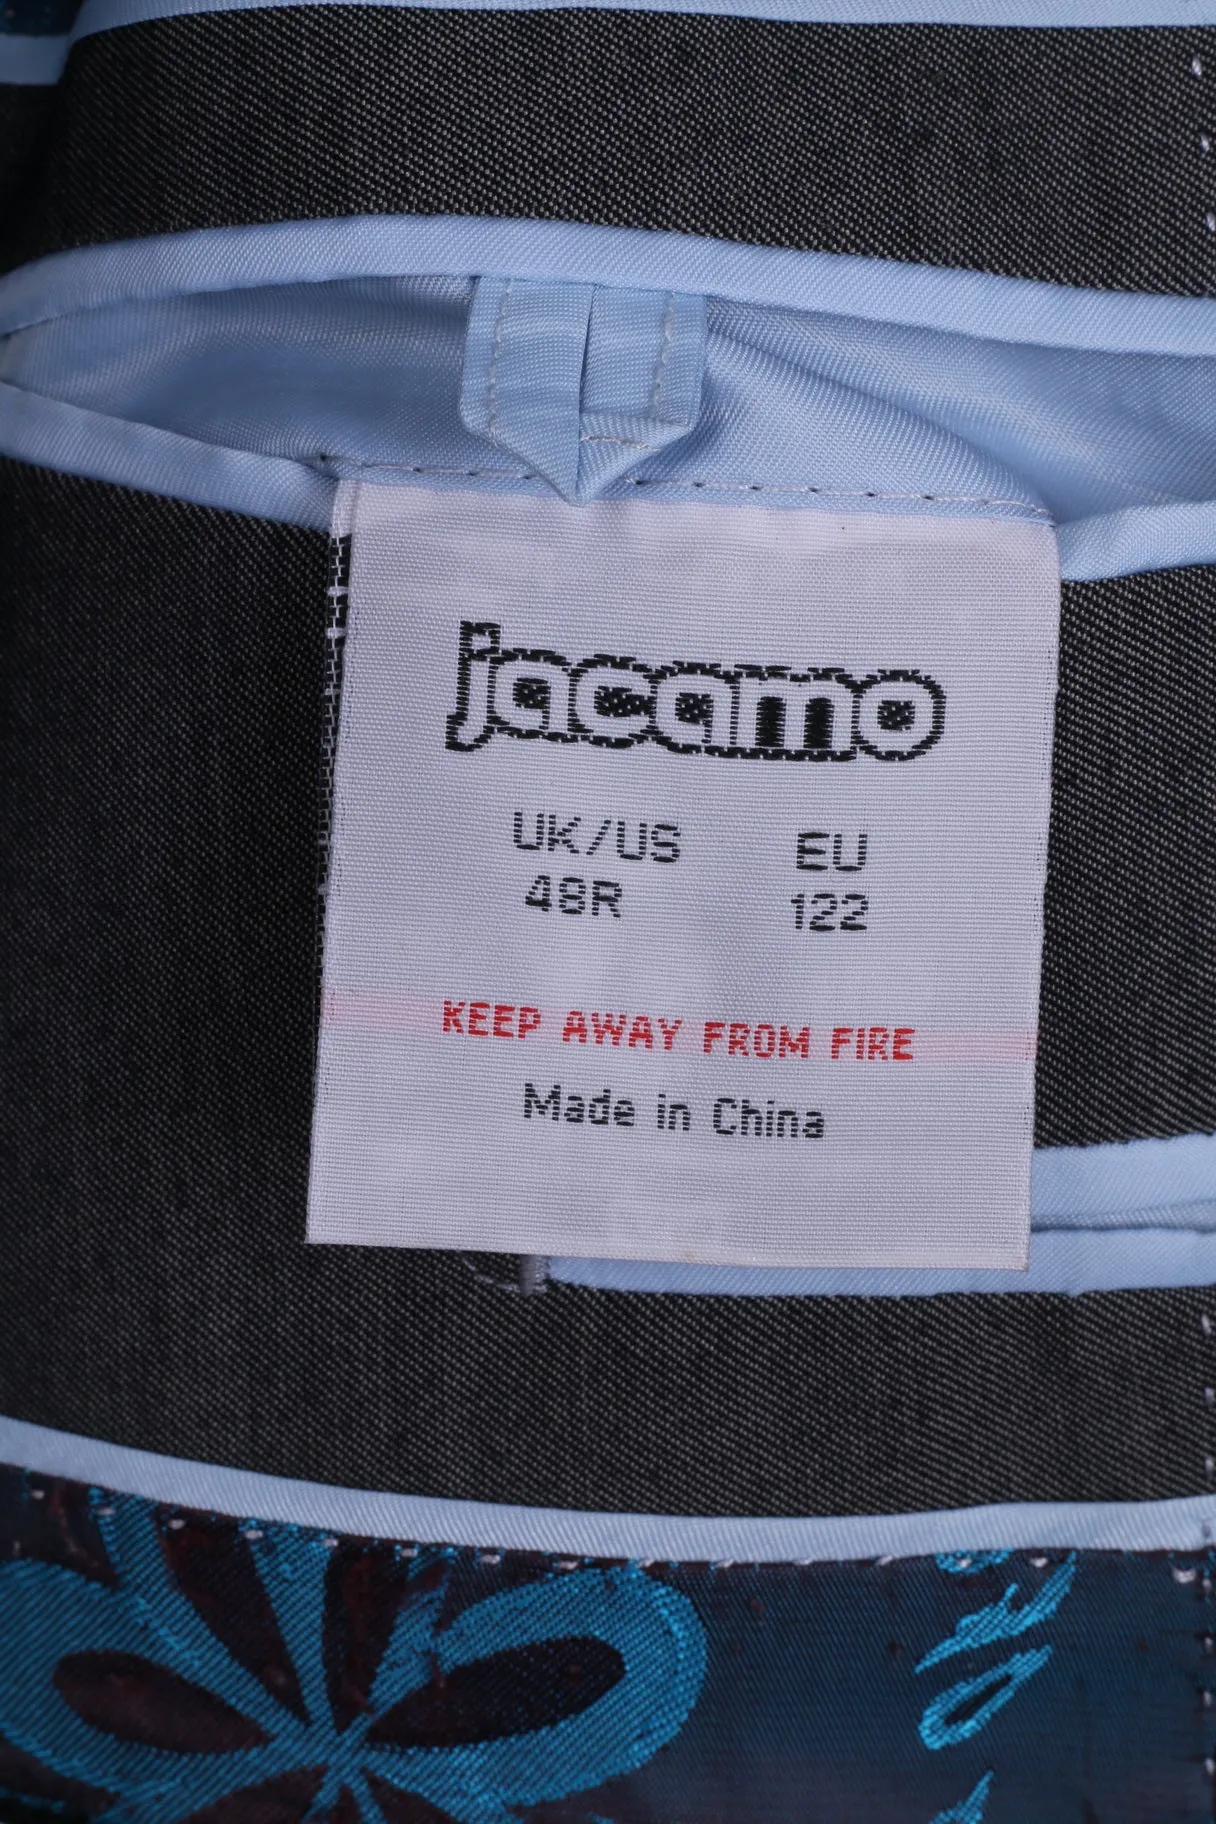 jacamo
UK/US EU
48R 122
KEEP AWAY FROM FIRE
Made in China